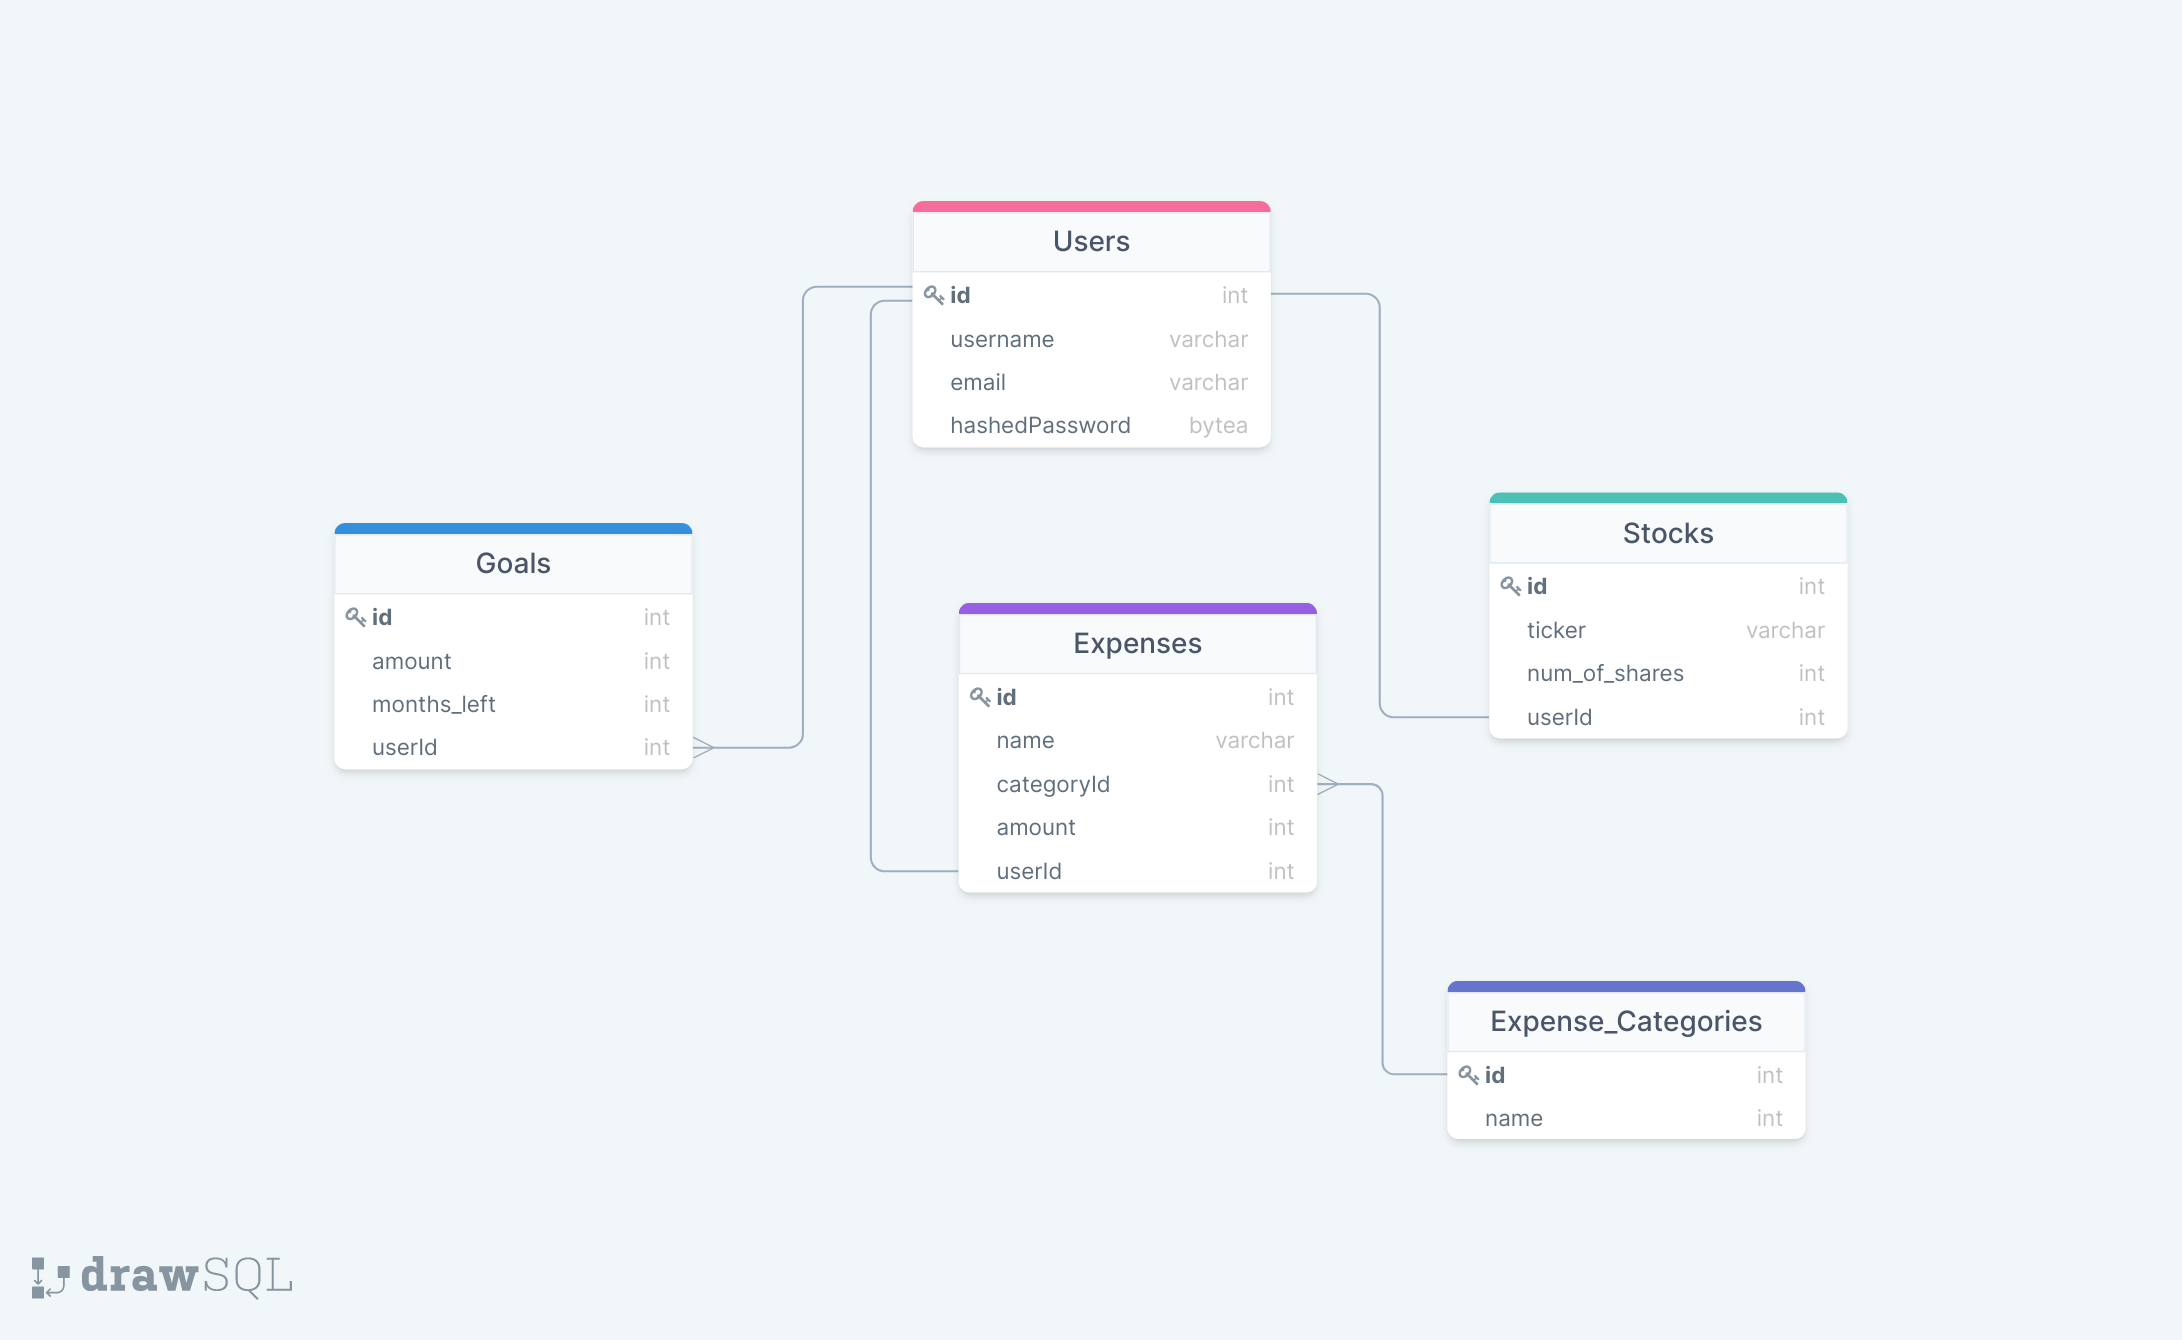 Users
id int
username varchar
email varchar
hashedPassword bytea
Goals
id int
amount int
months_left int
userId int
Expenses
id int
name varchar
categoryId int
amount int
userId int
Stocks
id int
ticker varchar
num_of_shares int
userId int
Expense_Categories
id int
name int
drawSQL